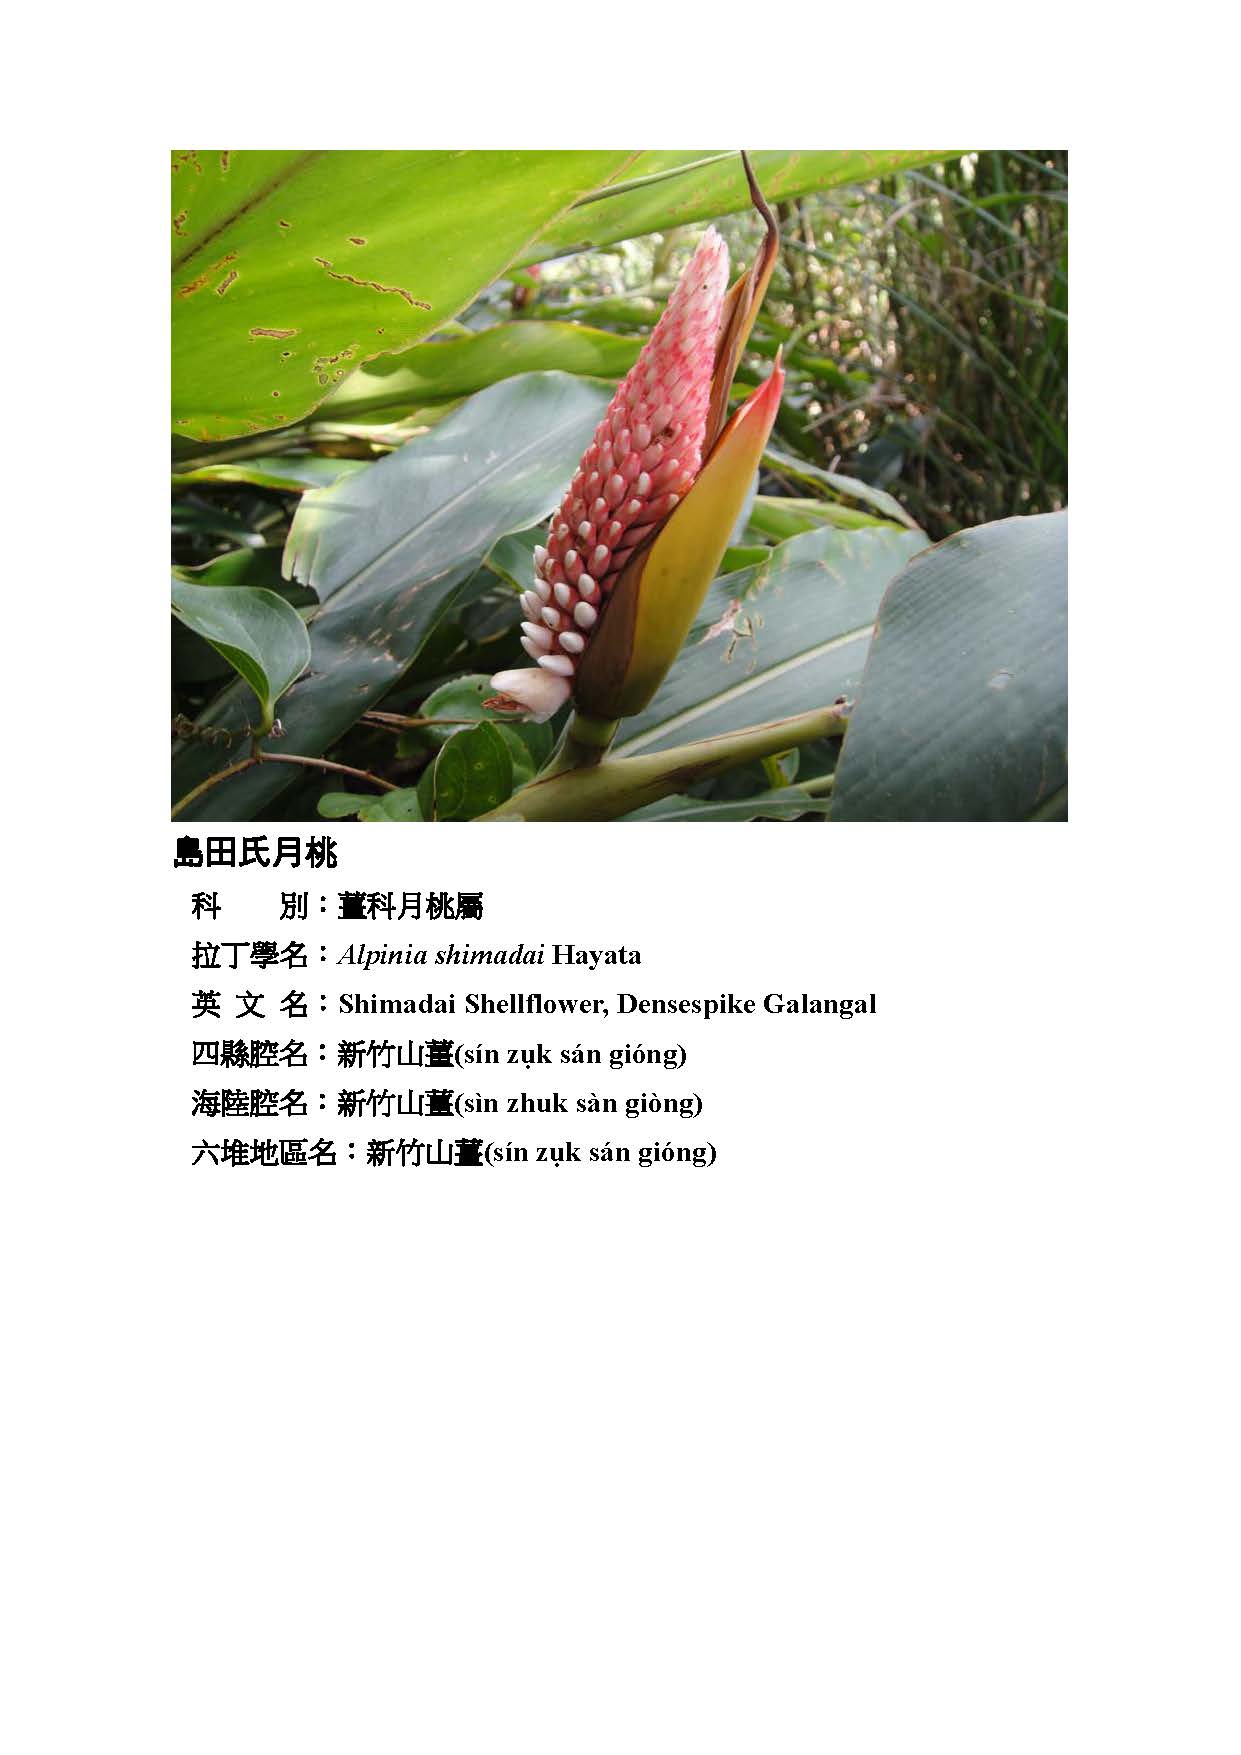 島田氏月桃
科　　別：薑科月桃屬
拉丁學名：Alpinia shimadai Hayata
英 文 名：Shimadai Shellflower, Densespike Galangal
四縣腔名：新竹山薑(sín zụk sán gióng)
海陸腔名：新竹山薑(sìn zhuk sàn giòng)
六堆地區名：新竹山薑(sín zụk sán gióng)